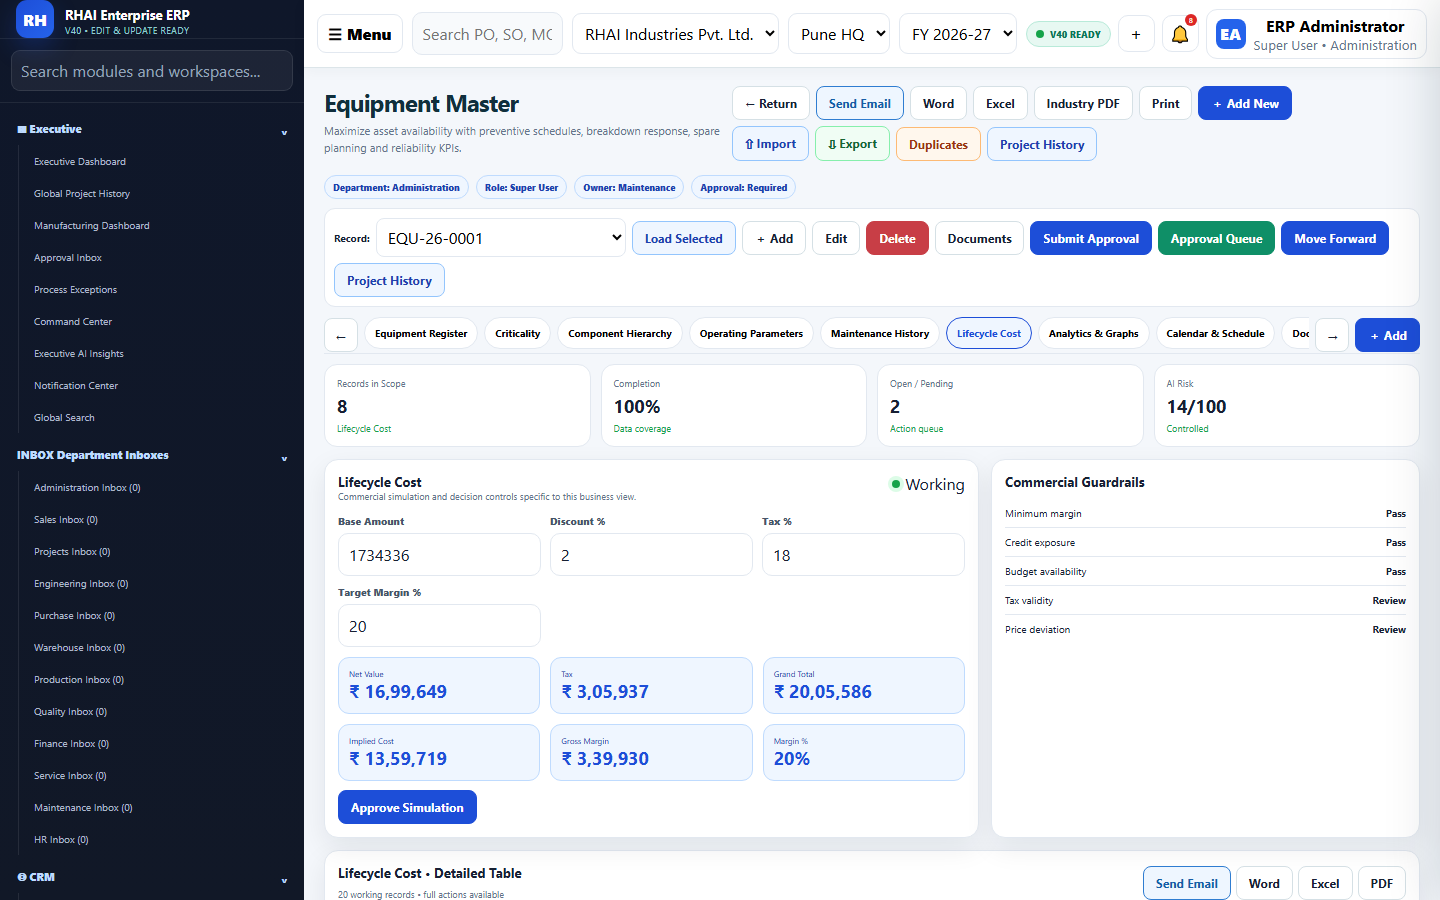 RH
RHAI Enterprise ERP
V40 • EDIT & UPDATE READY
Search modules and workspaces...
Executive
Executive Dashboard
Global Project History
Manufacturing Dashboard
Approval Inbox
Process Exceptions
Command Center
Executive AI Insights
Notification Center
Global Search
INBOX Department Inboxes
Administration Inbox (0)
Sales Inbox (0)
Projects Inbox (0)
Engineering Inbox (0)
Purchase Inbox (0)
Warehouse Inbox (0)
Production Inbox (0)
Quality Inbox (0)
Finance Inbox (0)
Service Inbox (0)
Maintenance Inbox (0)
HR Inbox (0)
CRM
☰ Menu
Search PO, SO, MO
RHAI Industries Pvt. Ltd.
Pune HQ
FY 2026-27
V40 READY
+
8
EA
ERP Administrator
Super User • Administration
Equipment Master
Maximize asset availability with preventive schedules, breakdown response, spare
planning and reliability KPIs.
← Return
Send Email
Word
Excel
Industry PDF
Print
+ Add New
⇧ Import
⇩ Export
Duplicates
Project History
Department: Administration
Role: Super User
Owner: Maintenance
Approval: Required
Record:
EQU-26-0001
Load Selected
+ Add
Edit
Delete
Documents
Submit Approval
Approval Queue
Move Forward
Project History
←
Equipment Register
Criticality
Component Hierarchy
Operating Parameters
Maintenance History
Lifecycle Cost
Analytics & Graphs
Calendar & Schedule
Doc
→
+ Add
Records in Scope
8
Lifecycle Cost
Completion
100%
Data coverage
Open / Pending
2
Action queue
AI Risk
14/100
Controlled
Lifecycle Cost
Commercial simulation and decision controls specific to this business view.
Working
Base Amount
1734336
Discount %
2
Tax %
18
Target Margin %
20
Net Value
₹ 16,99,649
Tax
₹ 3,05,937
Grand Total
₹ 20,05,586
Implied Cost
₹ 13,59,719
Gross Margin
₹ 3,39,930
Margin %
20%
Approve Simulation
Commercial Guardrails
Minimum margin Pass
Credit exposure Pass
Budget availability Pass
Tax validity Review
Price deviation Review
Lifecycle Cost • Detailed Table
20 working records • full actions available
Send Email
Word
Excel
PDF